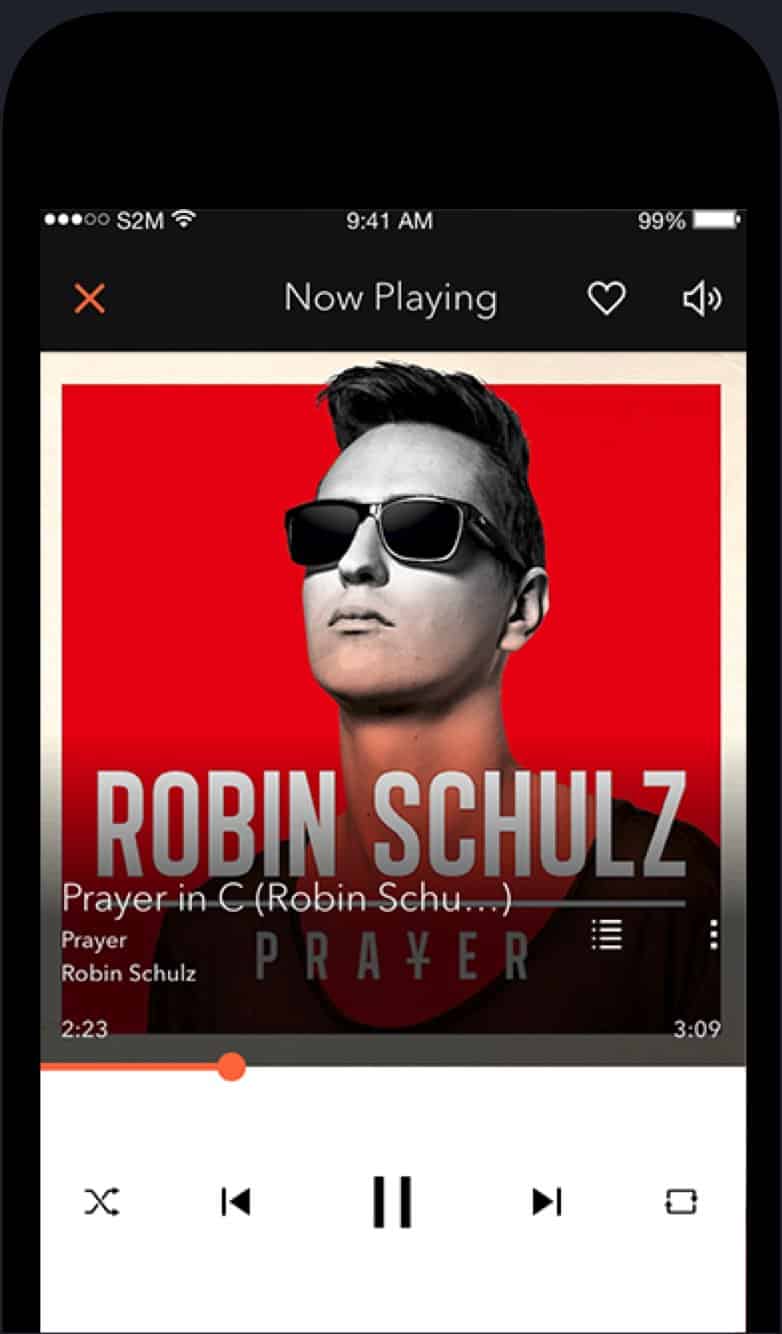 S2M
9:41 AM
99%
Now Playing
ROBIN SCHULZ
Prayer in C (Robin Schu...)
Prayer
PRA¥ER
Robin Schulz
2:23
3:09